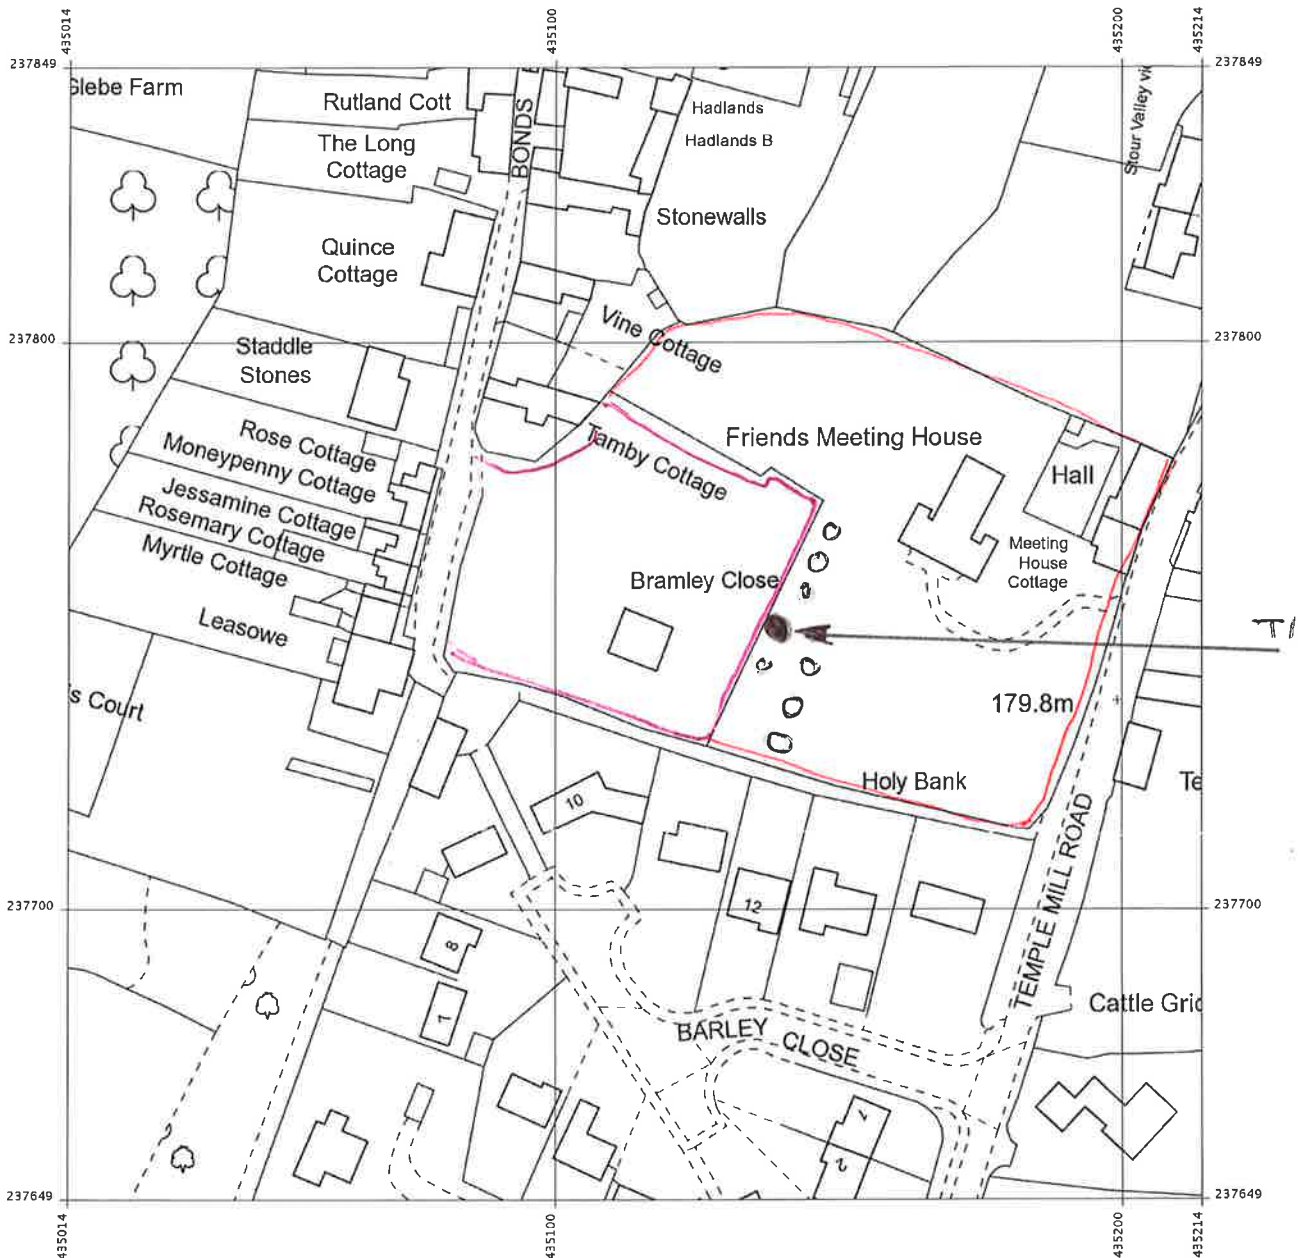 435014
435100
435200
435214
237849
237849
Glebe Farm
Rutland Cott
The Long
Cottage
BONDS
Hadlands
Hadlands B
Stour Valley
Stonewalls
Quince
Cottage
Vine Cottage
237800
237800
Staddle
Stones
Rose Cottage
Moneypenny Cottage
Jessamine Cottage
Rosemary Cottage
Myrtle Cottage
Leasowe
Tamby Cottage
Friends Meeting House
Hall
Meeting
House
Cottage
Bramley Close
T1
's Court
179.8m
Holy Bank
Te
10
12
8
7
TEMPLE MILL ROAD
237700
237700
Cattle Grid
BARLEY CLOSE
1
2
237649
237649
435014
435100
435200
435214